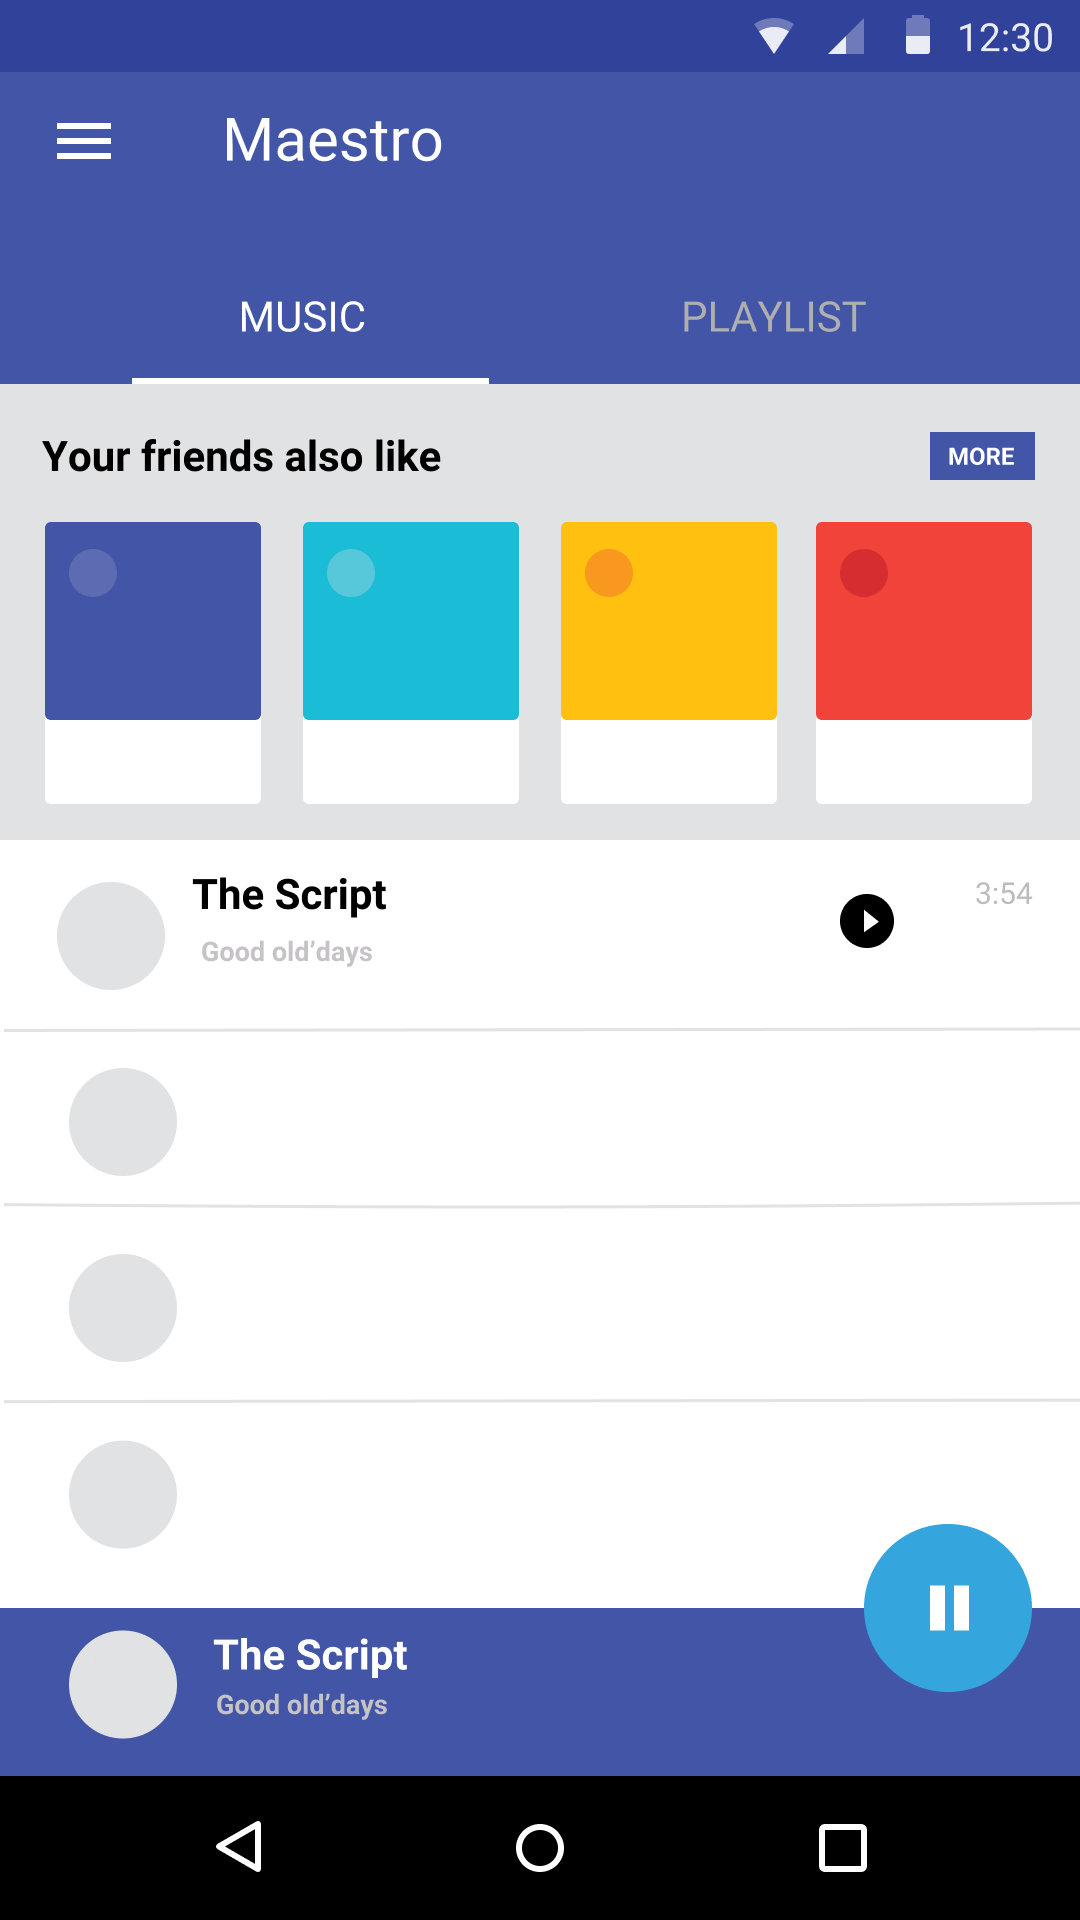 12:30
Maestro
MUSIC
PLAYLIST
Your friends also like
MORE
The Script
3:54
Good old’days
The Script
Good old’days